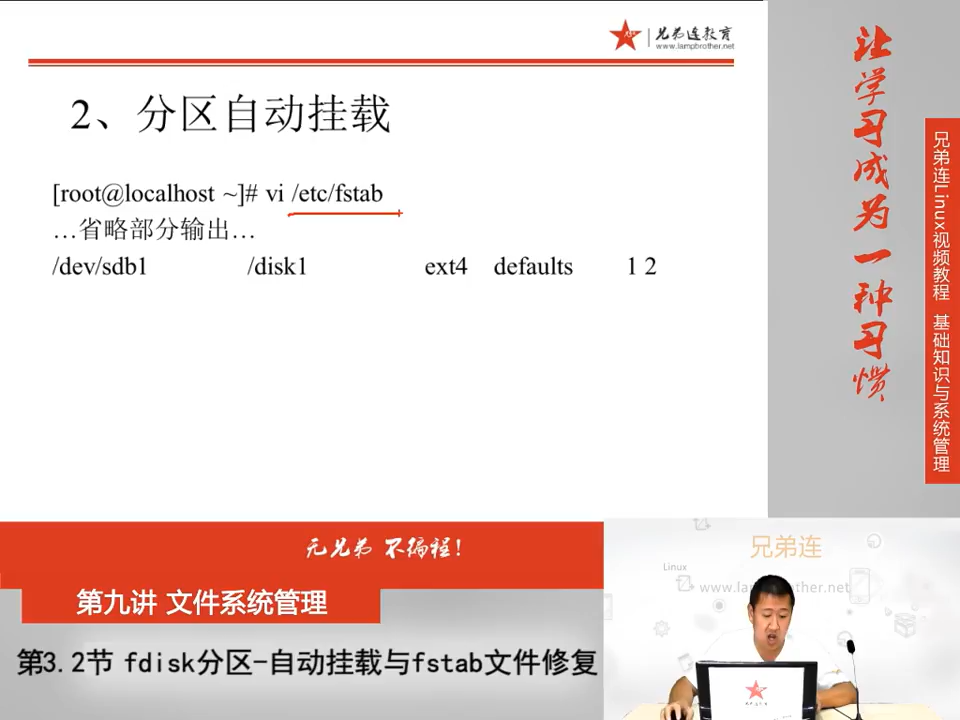 兄弟连教育
www.lampbrother.net
2、分区自动挂载
[root@localhost ~]# vi /etc/fstab
…省略部分输出…
/dev/sdb1 /disk1 ext4 defaults 1 2
让学习成为一种习惯
兄弟连Linux视频教程 基础知识与系统管理
无兄弟 不编程!
第九讲 文件系统管理
第3.2节 fdisk分区-自动挂载与fstab文件修复
兄弟连
Linux